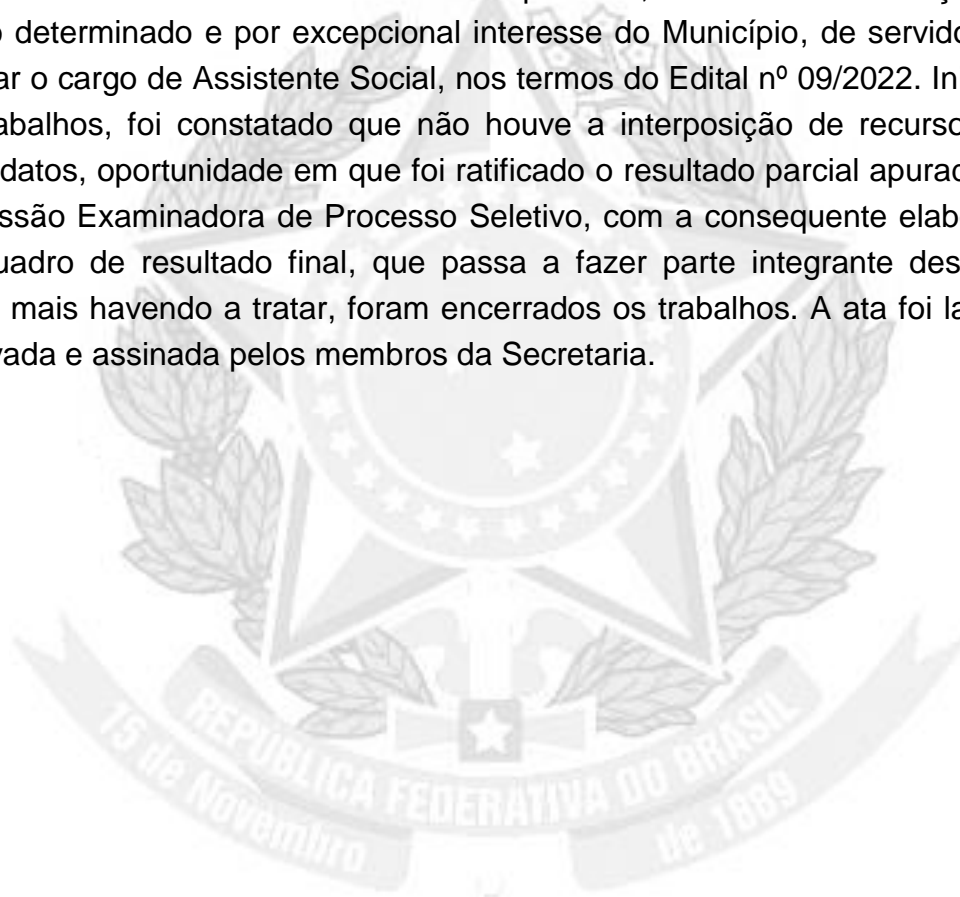 o determinado e por excepcional interesse do Município, de servido
ar o cargo de Assistente Social, nos termos do Edital nº 09/2022. In
abalhos, foi constatado que não houve a interposição de recurso
datos, oportunidade em que foi ratificado o resultado parcial apurad
ssão Examinadora de Processo Seletivo, com a consequente elab
uadro de resultado final, que passa a fazer parte integrante des
mais havendo a tratar, foram encerrados os trabalhos. A ata foi la
vada e assinada pelos membros da Secretaria.
REPÚBLICA FEDERATIVA DO BRASIL
15 de Novembro de 1889